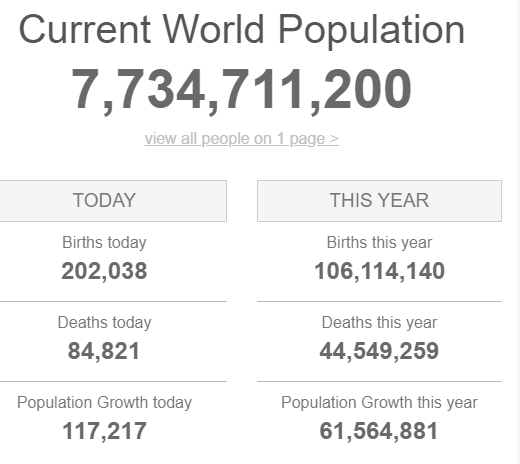 Current World Population
7,734,711,200
view all people on 1 page >
TODAY
Births today
202,038
Deaths today
84,821
Population Growth today
117,217
THIS YEAR
Births this year
106,114,140
Deaths this year
44,549,259
Population Growth this year
61,564,881